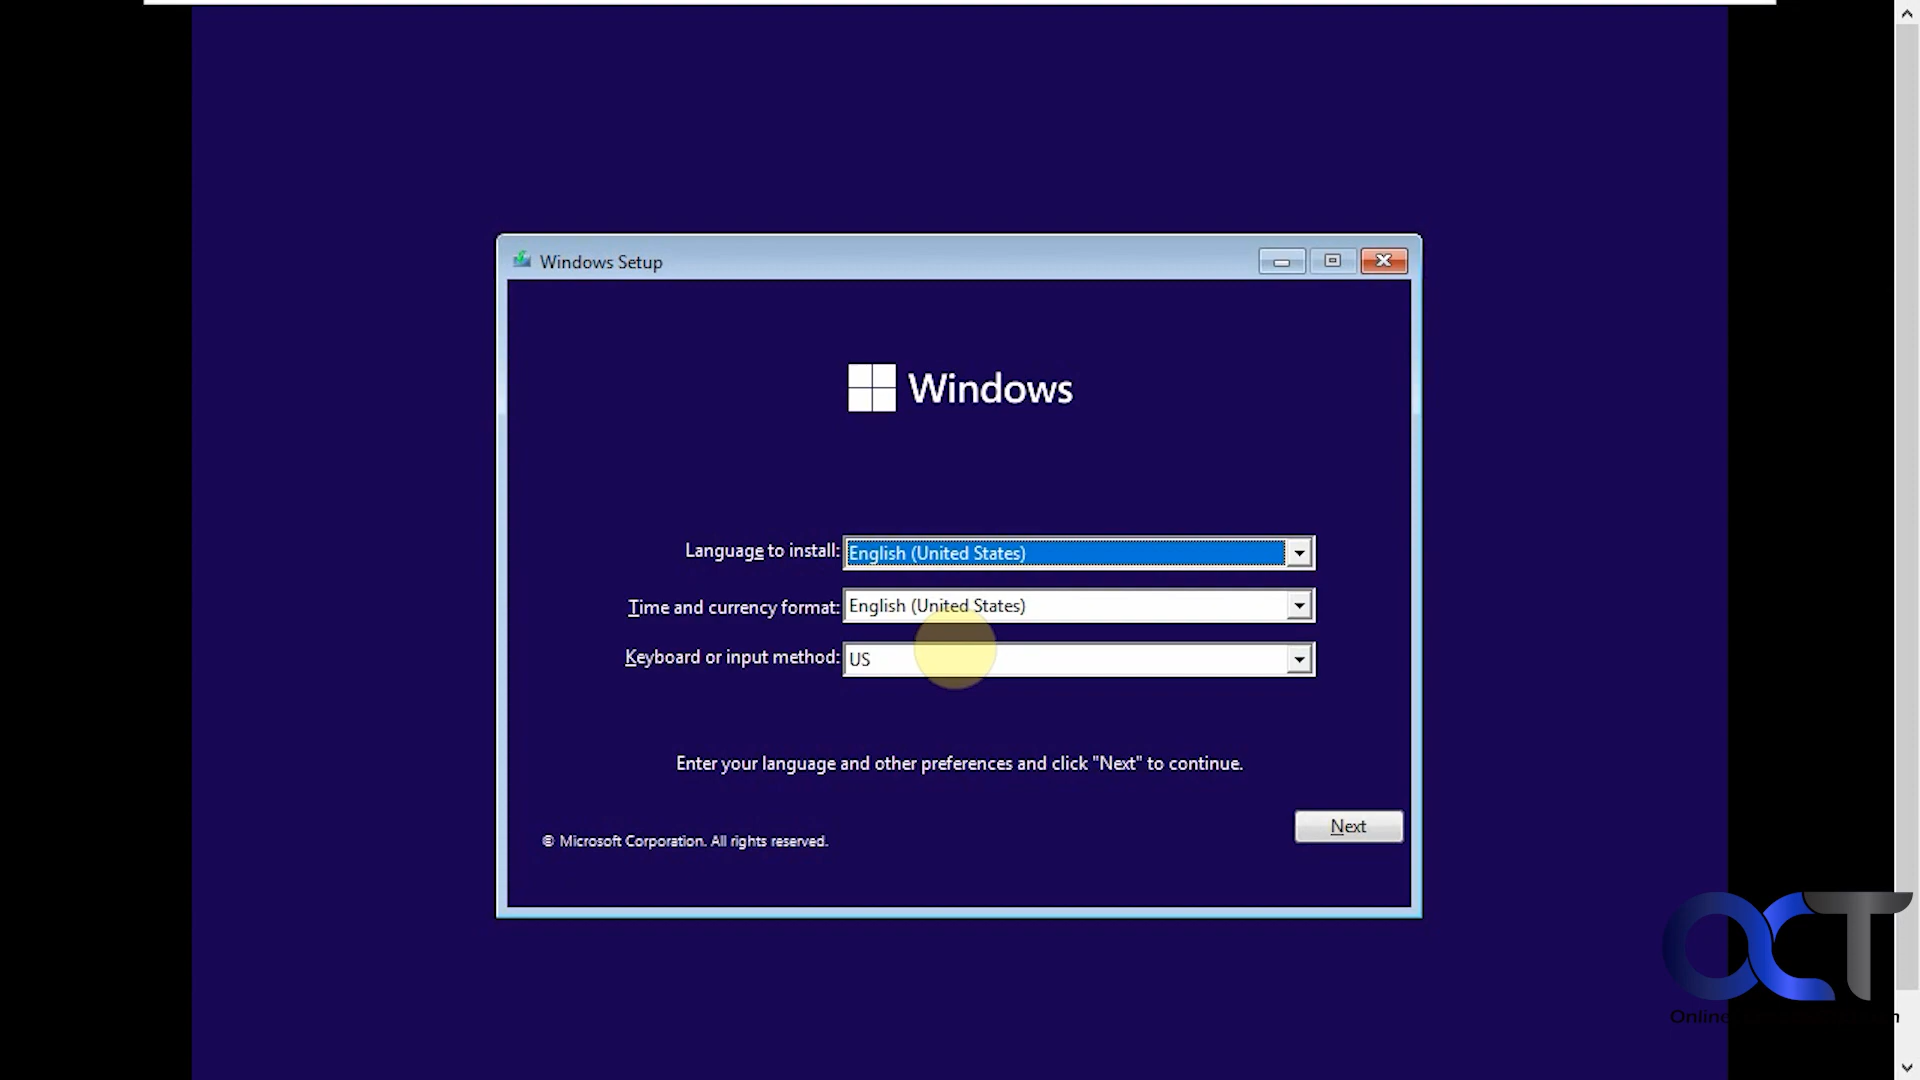 Windows Setup
Windows
Language to install: English (United States)
Time and currency format: English (United States)
Keyboard or input method: US
Enter your language and other preferences and click "Next" to continue.
Next
© Microsoft Corporation. All rights reserved.
OCT